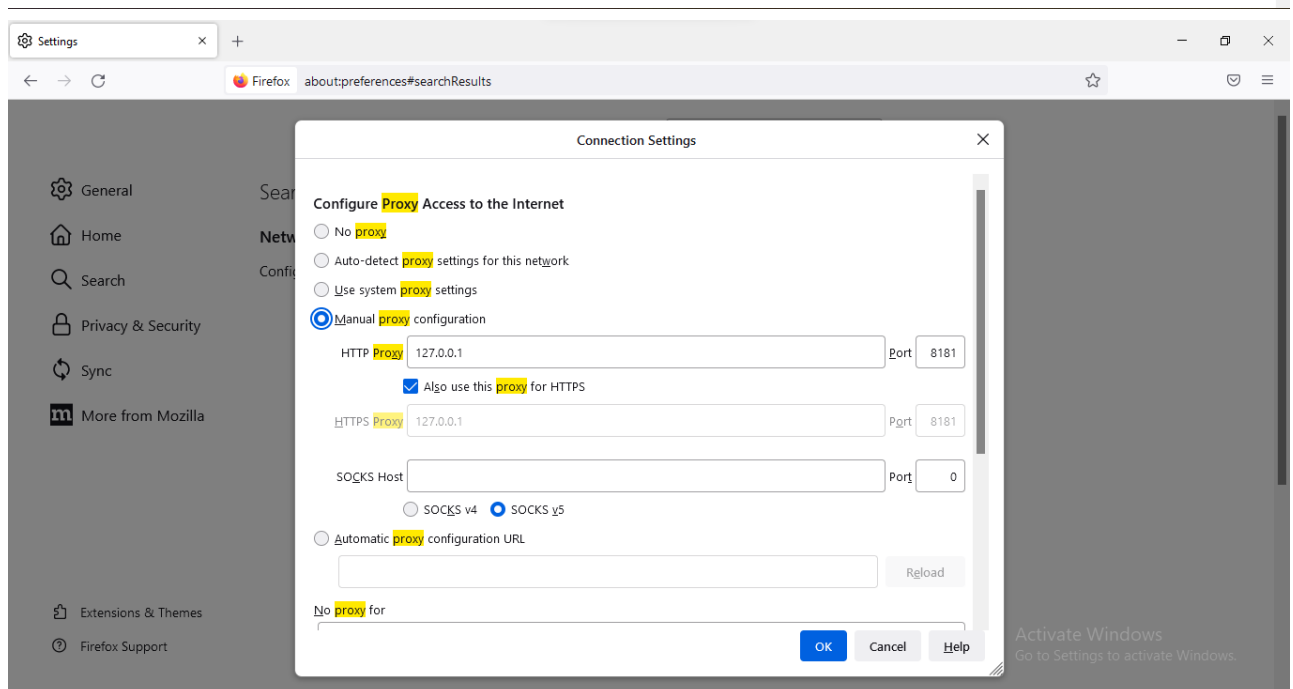 Settings
Firefox about:preferences#searchResults
Connection Settings
General
Home
Search
Privacy & Security
Sync
More from Mozilla
Extensions & Themes
Firefox Support
Sear
Netw
Config
Configure Proxy Access to the Internet
No proxy
Auto-detect proxy settings for this network
Use system proxy settings
Manual proxy configuration
HTTP Proxy 127.0.0.1 Port 8181
Also use this proxy for HTTPS
HTTPS Proxy 127.0.0.1 Port 8181
SOCKS Host Port 0
SOCKS v4 SOCKS v5
Automatic proxy configuration URL
Reload
No proxy for
OK Cancel Help
Activate Windows
Go to Settings to activate Windows.